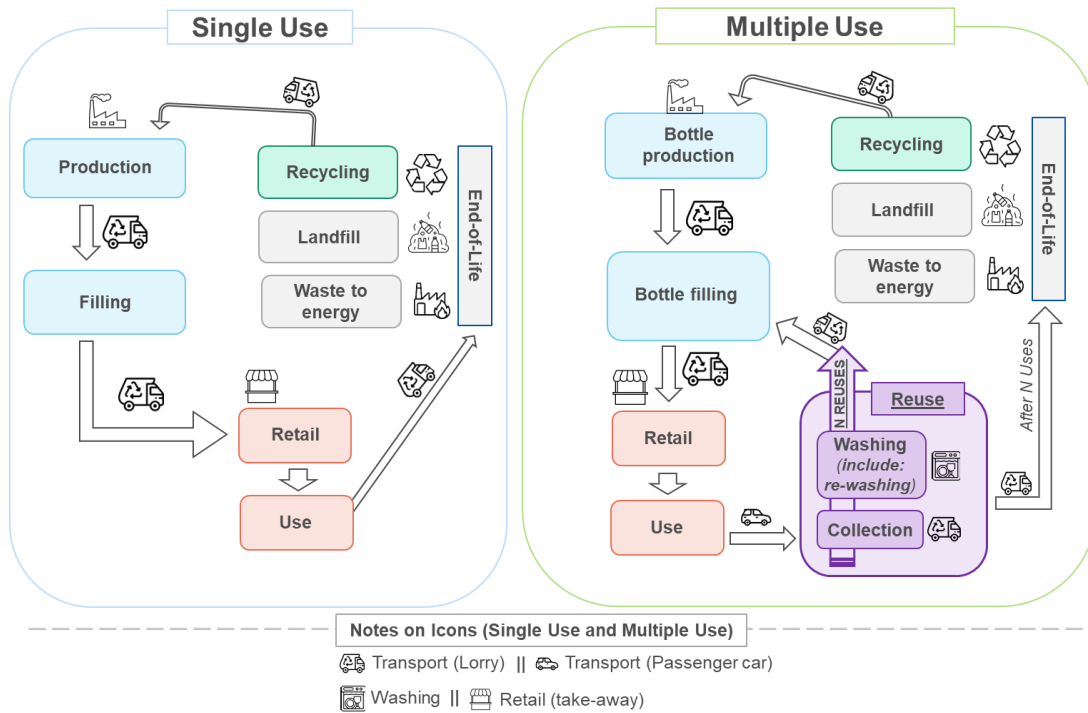 Single Use
Production
Filling
Recycling
Landfill
Waste to
energy
End-of-Life
Retail
Use
Multiple Use
Bottle
production
Bottle filling
Recycling
Landfill
Waste to
energy
End-of-Life
Retail
Use
Reuse
N REUSES
Washing
(include:
re-washing)
Collection
After N Uses
Notes on Icons (Single Use and Multiple Use)
Transport (Lorry) || Transport (Passenger car)
Washing || Retail (take-away)